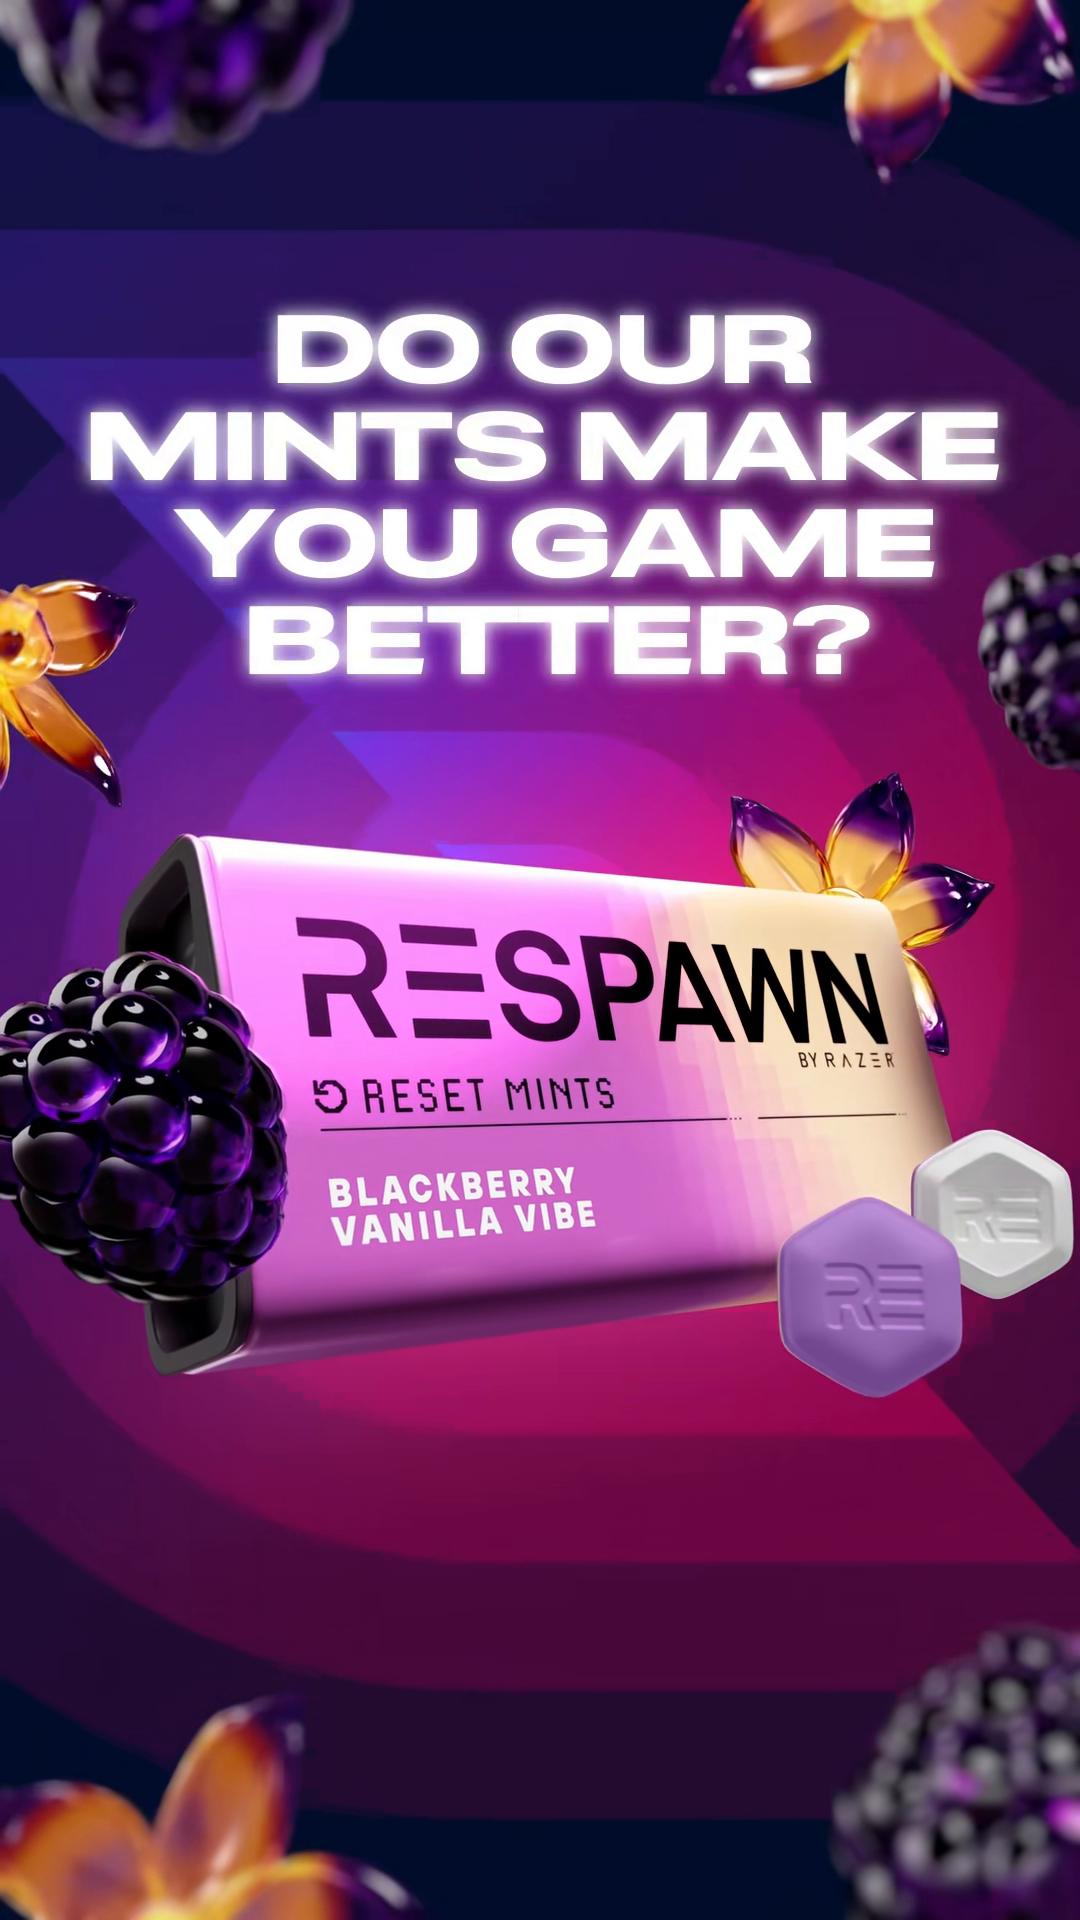 DO OUR
MINTS MAKE
YOU GAME
BETTER?
RESPAWN
BY RAZER
RESET MINTS
BLACKBERRY
VANILLA VIBE
RE
RE